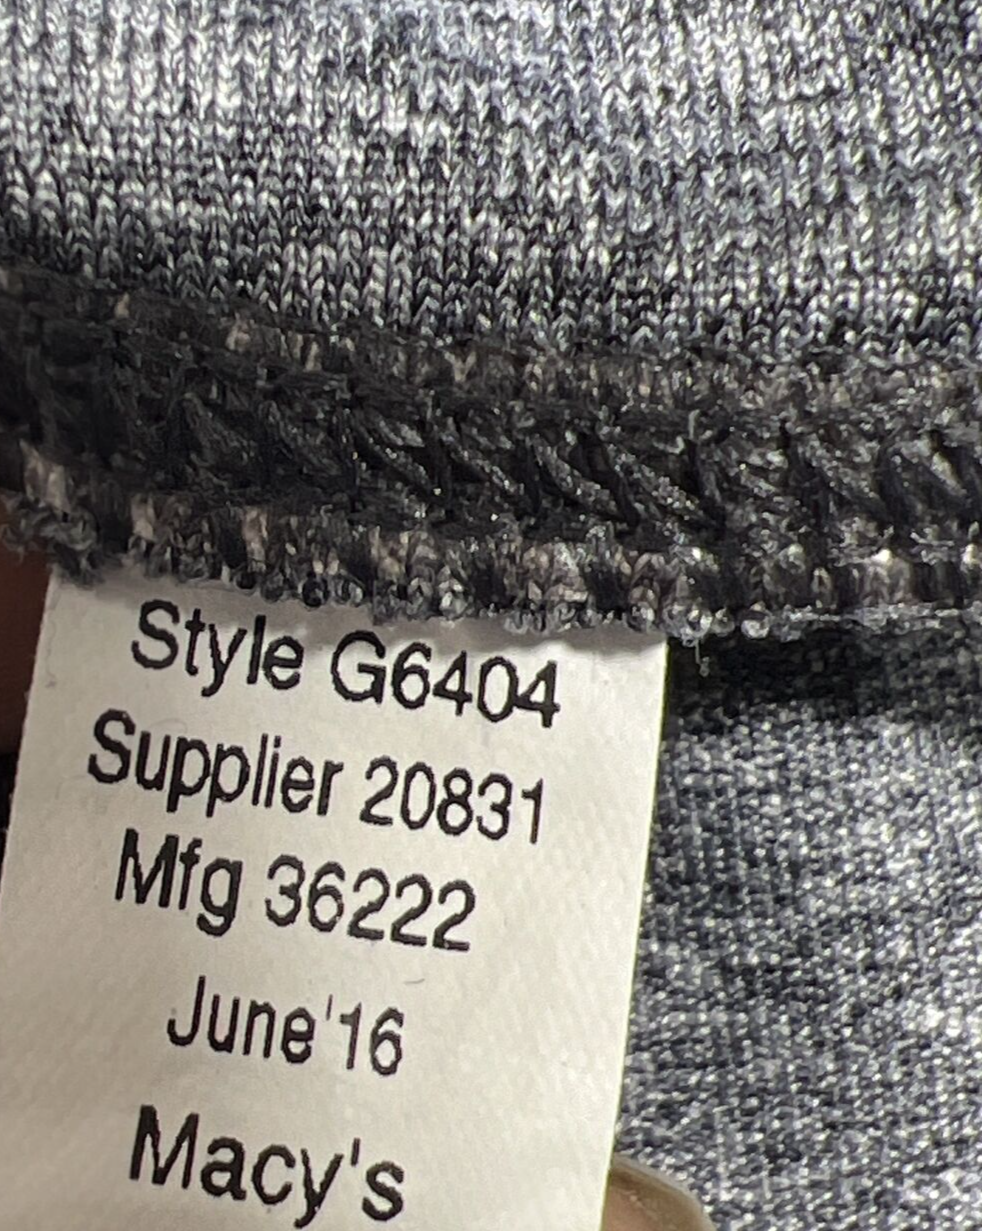 Style G6404
Supplier 20831
Mfg 36222
June'16
Macy's